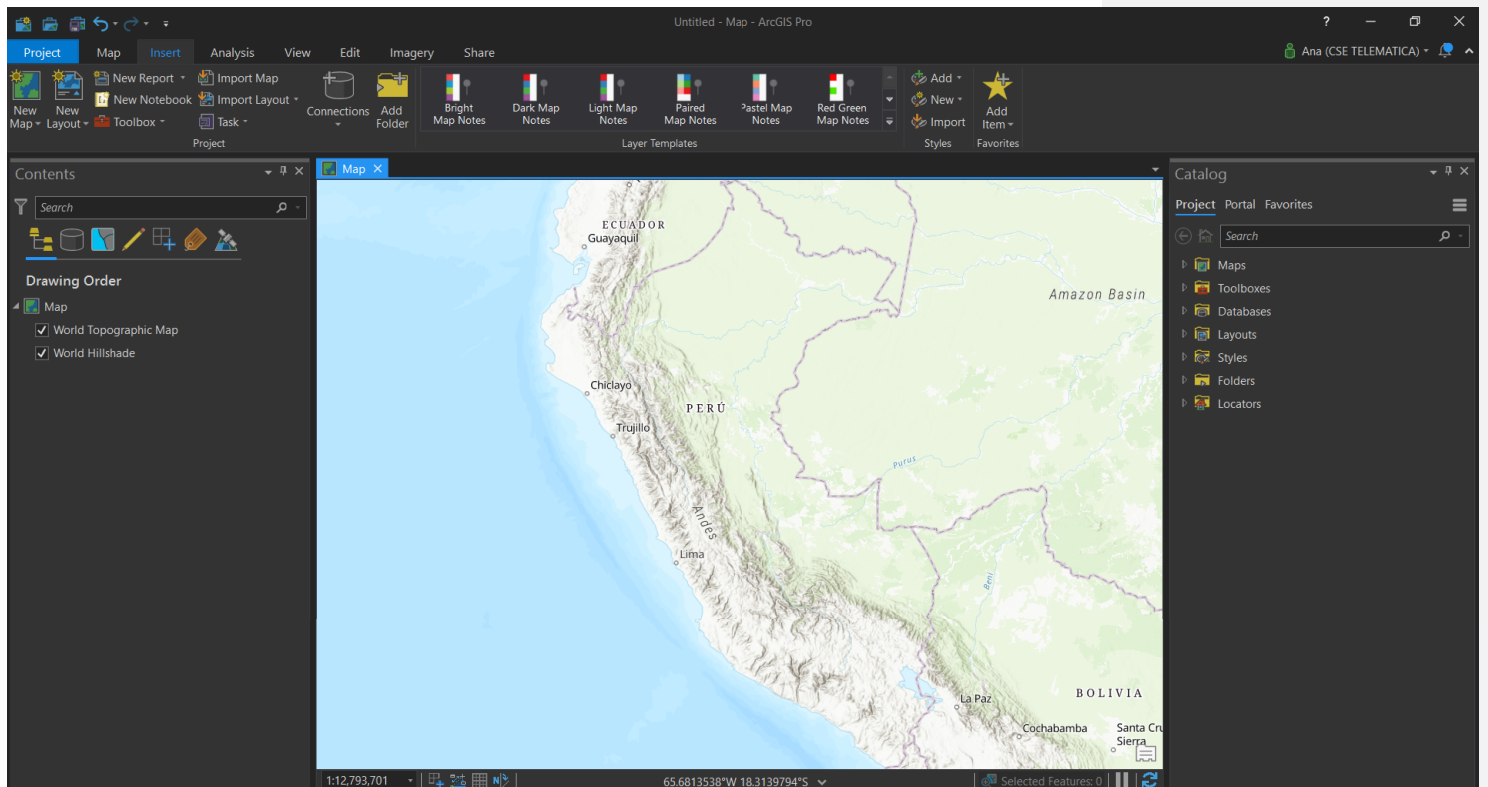 Untitled - Map - ArcGIS Pro
?
Project Map Insert Analysis View Edit Imagery Share
Ana (CSE TELEMATICA)
New Map
New Layout
New Report
New Notebook
Toolbox
Import Map
Import Layout
Task
Connections
Add Folder
Bright Map Notes
Dark Map Notes
Light Map Notes
Paired Map Notes
Pastel Map Notes
Red Green Map Notes
Add
New
Import
Add Item
Project
Layer Templates
Styles
Favorites
Contents
Search
Drawing Order
Map
World Topographic Map
World Hillshade
Map
ECUADOR
Guayaquil
Amazon Basin
Chiclayo
PERÚ
Trujillo
Purus
Andes
Lima
Beni
BOLIVIA
La Paz
Cochabamba
Santa Cru
Sierra
1:12,793,701
65.6813538°W 18.3139794°S
Selected Features: 0
Catalog
Project Portal Favorites
Search
Maps
Toolboxes
Databases
Layouts
Styles
Folders
Locators